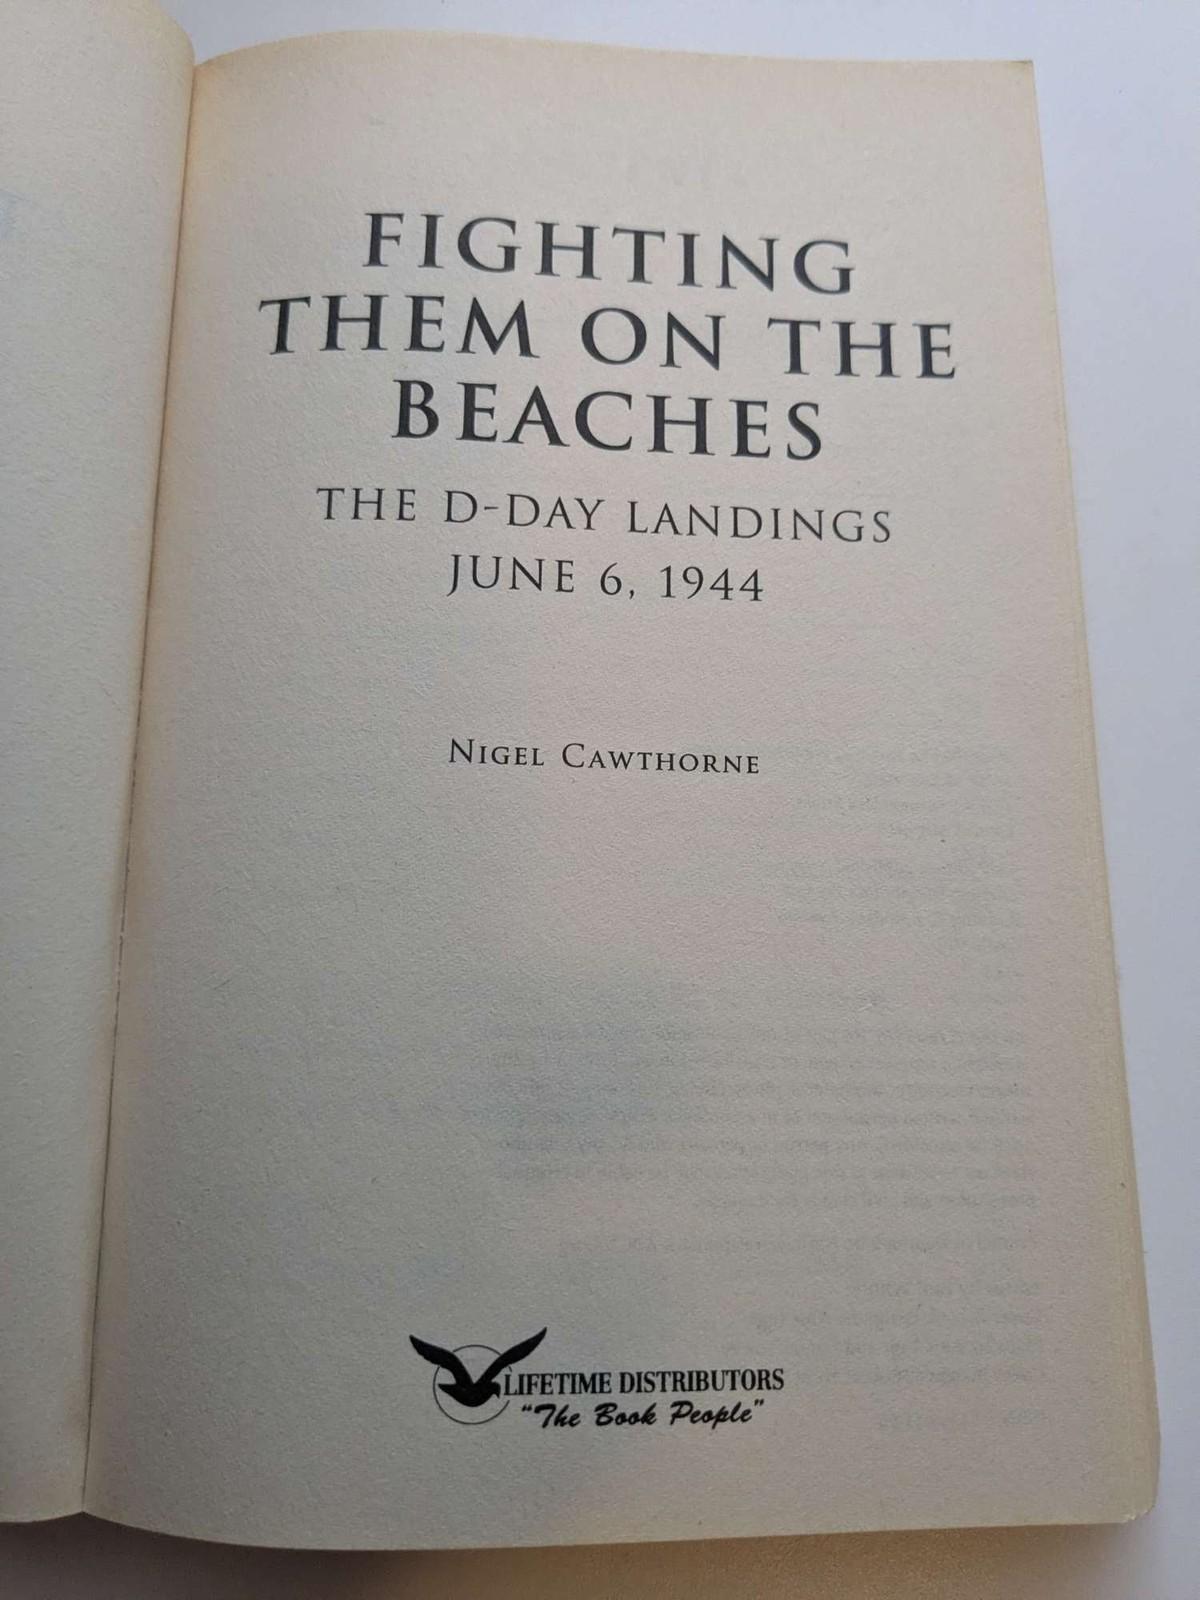 FIGHTING
THEM ON THE
BEACHES
THE D-DAY LANDINGS
JUNE 6, 1944
NIGEL CAWTHORNE
LIFETIME DISTRIBUTORS
"The Book People"